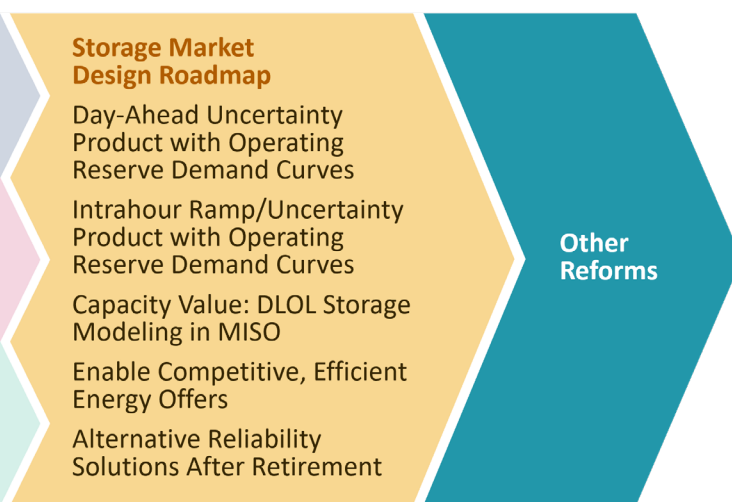 Storage Market
Design Roadmap
Day-Ahead Uncertainty
Product with Operating
Reserve Demand Curves
Intrahour Ramp/Uncertainty
Product with Operating
Reserve Demand Curves
Capacity Value: DLOL Storage
Modeling in MISO
Enable Competitive, Efficient
Energy Offers
Alternative Reliability
Solutions After Retirement
Other
Reforms